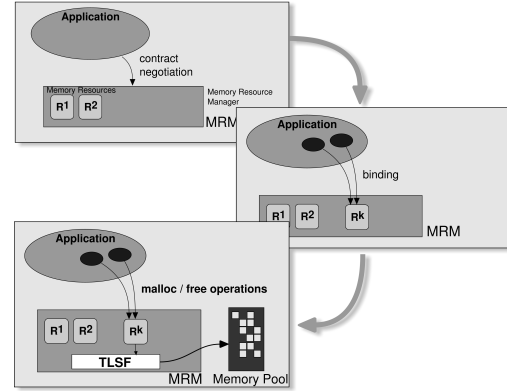 Application
contract
negotiation
Memory Resources
Memory Resource
Manager
R1 R2
MRM
Application
binding
R1 R2 Rk
MRM
Application
malloc / free operations
R1 R2 Rk
TLSF
MRM Memory Pool